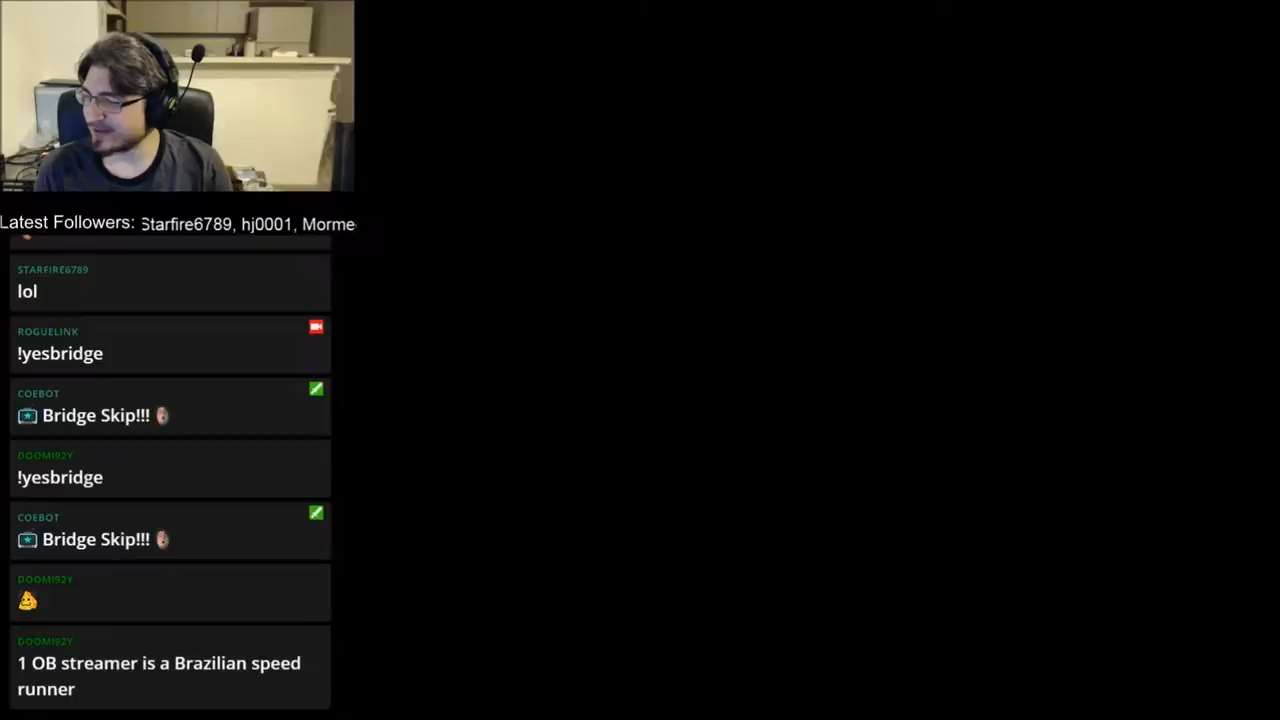 Latest Followers: Starfire6789, hj0001, Morme
STARFIRE6789
lol
ROGUELINK
!yesbridge
COEBOT
Bridge Skip!!!
DOOMI92Y
!yesbridge
COEBOT
Bridge Skip!!!
DOOMI92Y
DOOMI92Y
1 OB streamer is a Brazilian speed
runner